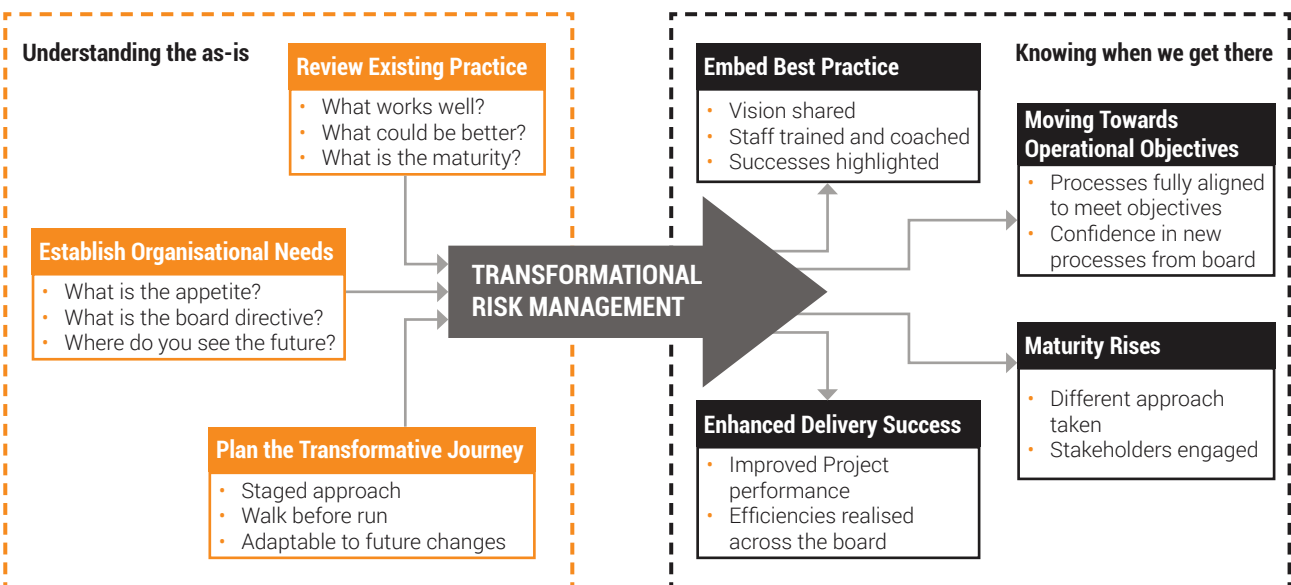 Understanding the as-is
Review Existing Practice
• What works well?
• What could be better?
• What is the maturity?
Establish Organisational Needs
• What is the appetite?
• What is the board directive?
• Where do you see the future?
Plan the Transformative Journey
• Staged approach
• Walk before run
• Adaptable to future changes
TRANSFORMATIONAL
RISK MANAGEMENT
Knowing when we get there
Embed Best Practice
• Vision shared
• Staff trained and coached
• Successes highlighted
Moving Towards
Operational Objectives
• Processes fully aligned
to meet objectives
• Confidence in new
processes from board
Enhanced Delivery Success
• Improved Project
performance
• Efficiencies realised
across the board
Maturity Rises
• Different approach
taken
• Stakeholders engaged